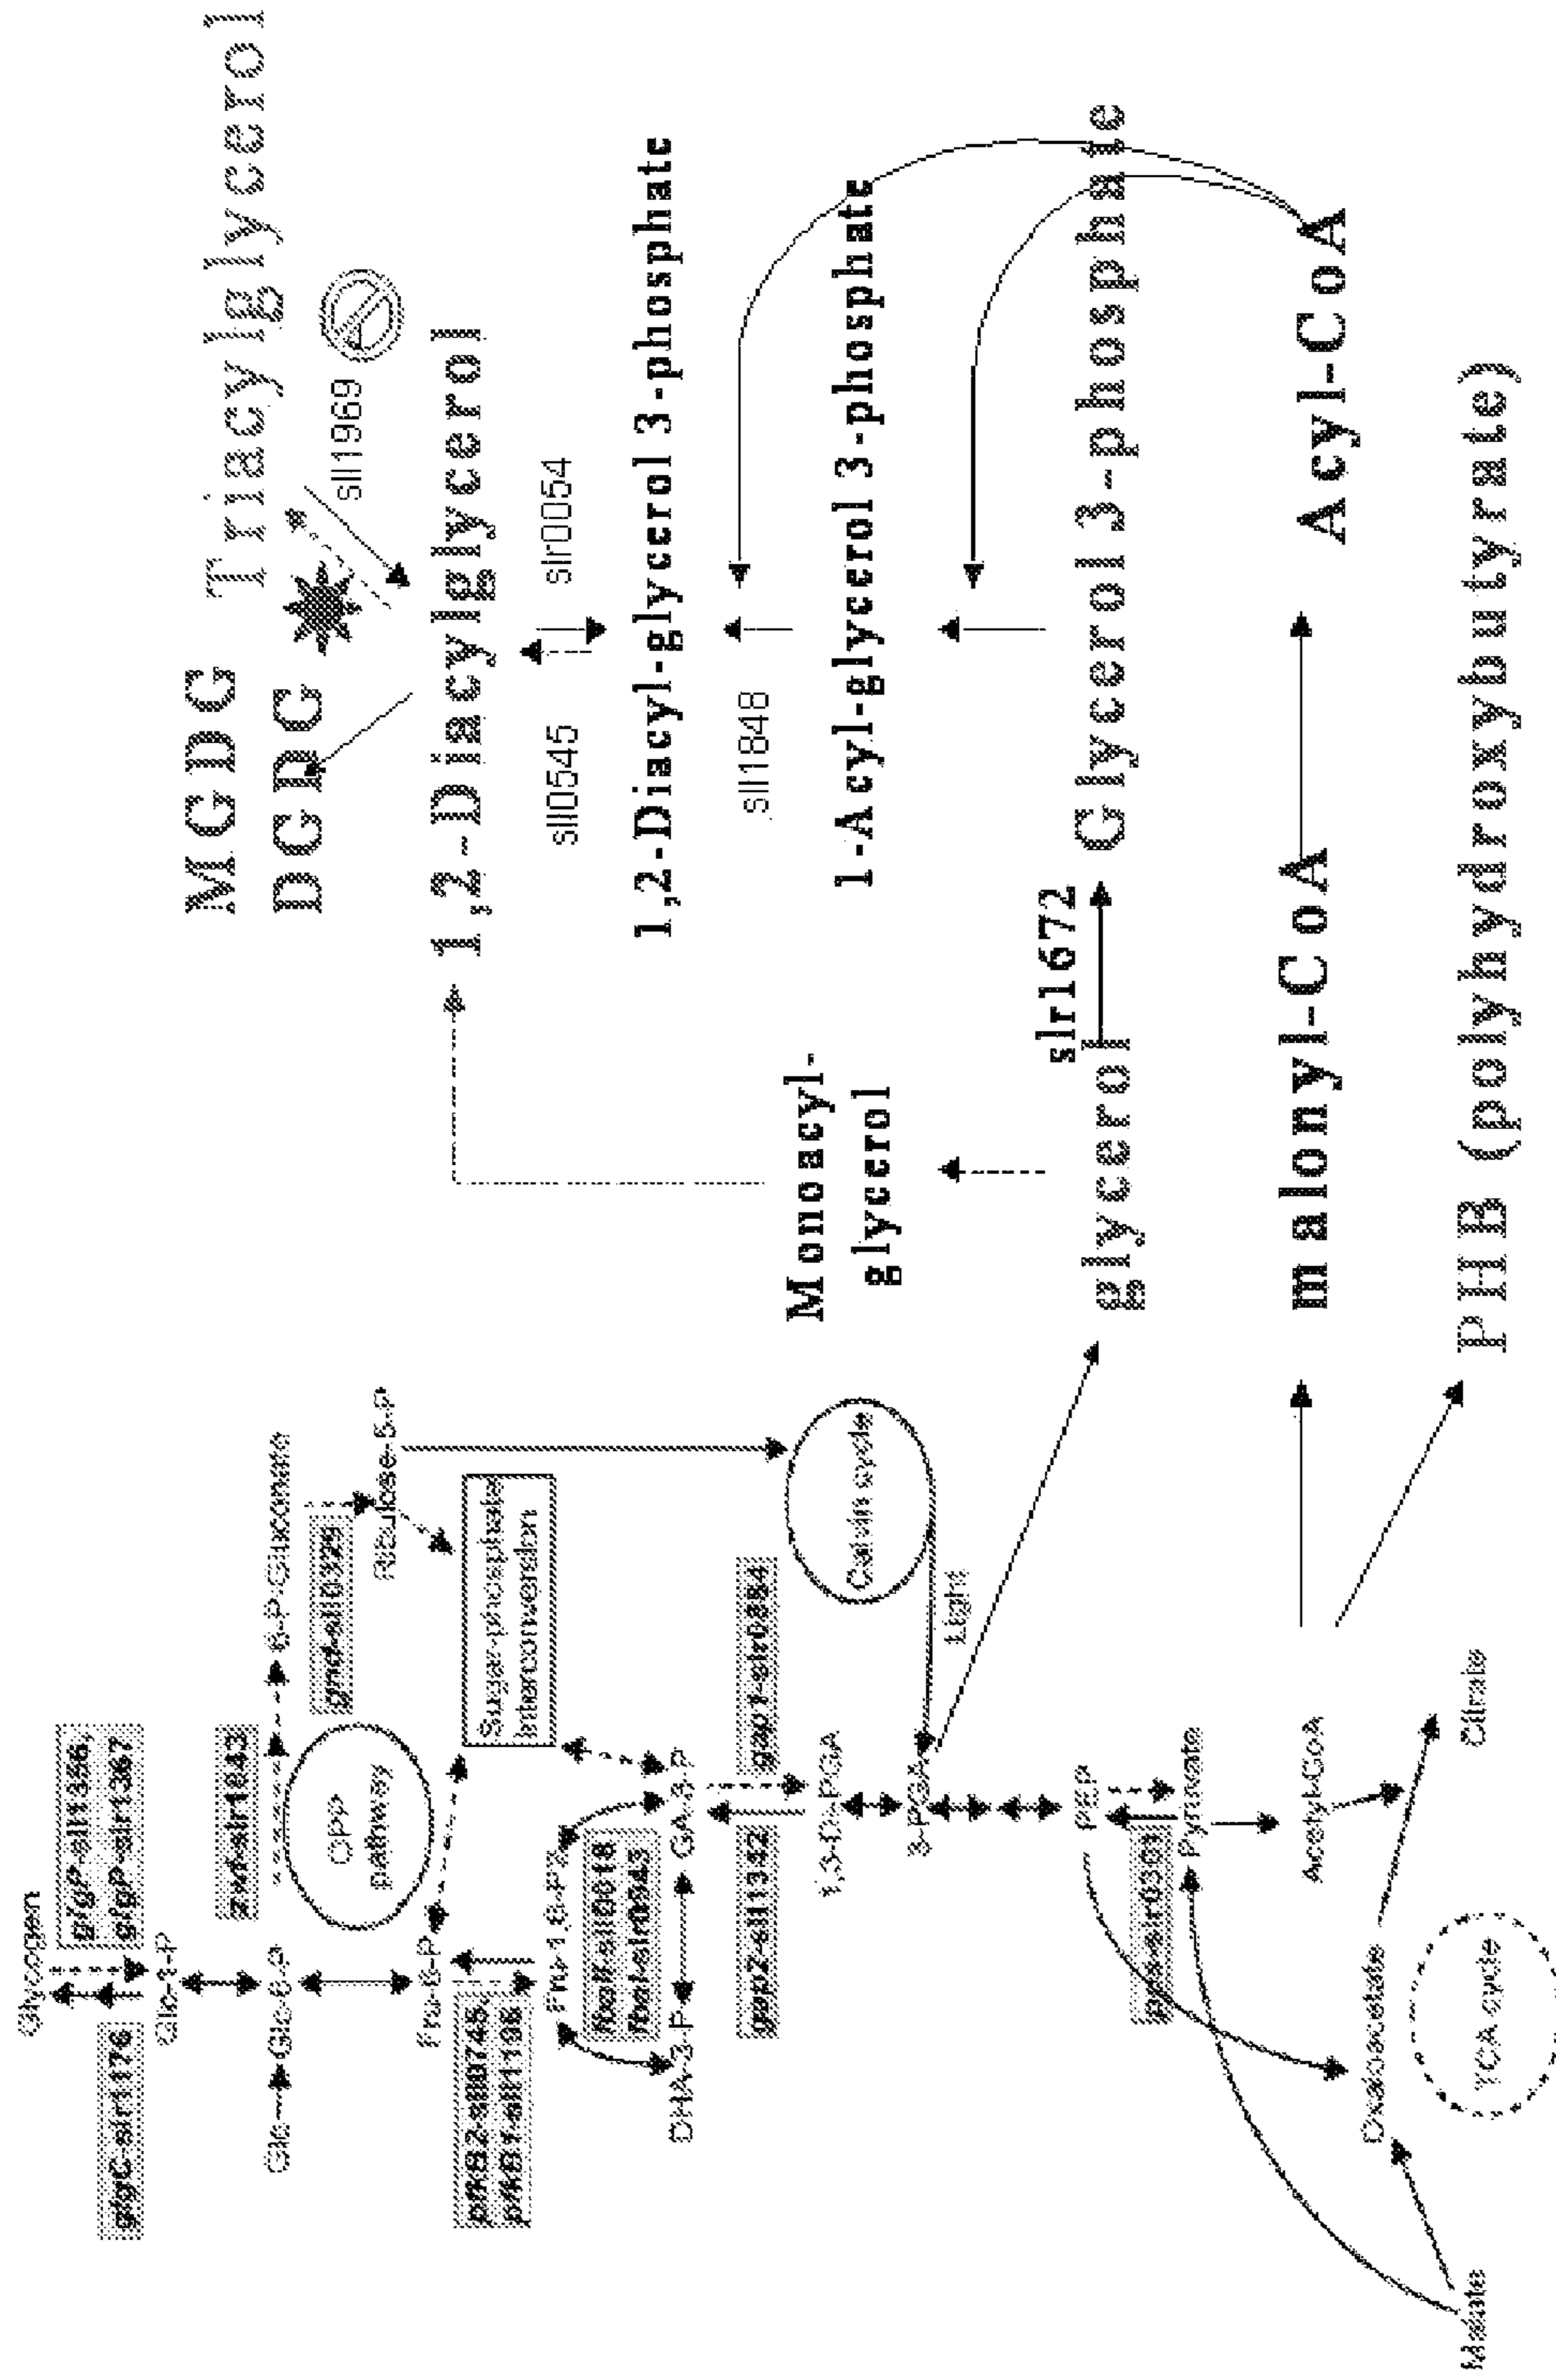 Glycogen
glgP-sll1356,
glgP-slr1367
glgC-slr1176
Glc-1-P
zwf-slr1843
Glc
Glc-6-P
6-P-Gluconate
OPP
pathway
gnd-sll0329
Ribulose-5-P
Fru-6-P
Sugar-phosphate
Interconversion
pfkB2-sll0745,
pfkB1-sll1196
Fru-1,6-P2
fbaII-sll0018
fbaI-slr0943
DHA-3-P
GA-3-P
gap2-sll1342
gap1-slr0884
1,3-Di-PGA
Calvin cycle
3-PGA
Light
PEP
Pyruvate
Acetyl-CoA
Oxaloacetate
Citrate
TCA cycle
Malate
MGDG
DGDG
Triacylglycerol
sll1969
1,2-Diacylglycerol
sll0545
slr0054
1,2-Diacyl-glycerol 3-phosphate
sll1848
Monoacyl-
glycerol
1-Acyl-glycerol 3-phosphate
slr1672
glycerol
Glycerol 3-phosphate
malonyl-CoA
Acyl-CoA
PHB (polyhydroxybutyrate)